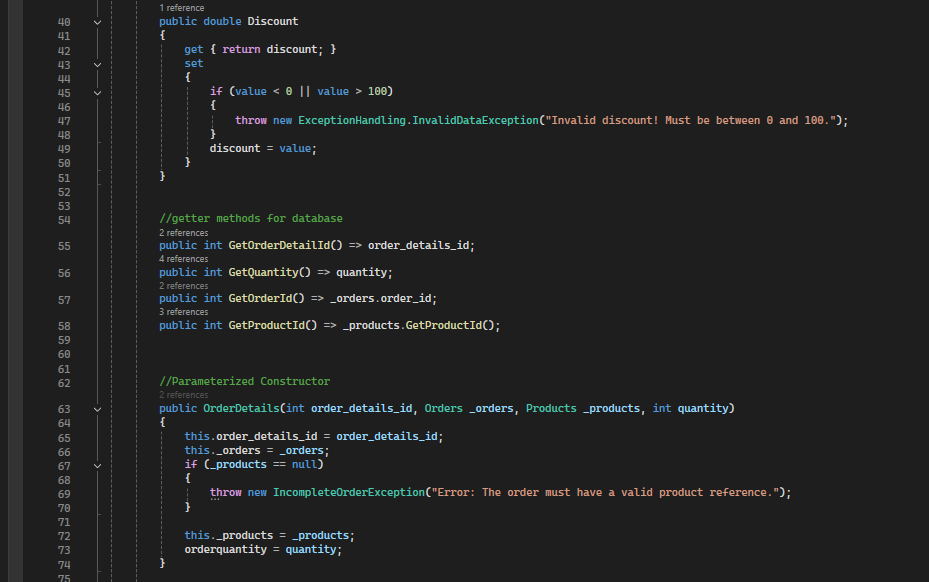 1 reference
40 public double Discount
41 {
42 get { return discount; }
43 set
44 {
45 if (value < 0 || value > 100)
46 {
47 throw new ExceptionHandling.InvalidDataException("Invalid discount! Must be between 0 and 100.");
48 }
49 discount = value;
50 }
51 }
52
53
54 //getter methods for database
2 references
55 public int GetOrderDetailId() => order_details_id;
4 references
56 public int GetQuantity() => quantity;
2 references
57 public int GetOrderId() => _orders.order_id;
3 references
58 public int GetProductId() => _products.GetProductId();
59
60
61
62 //Parameterized Constructor
2 references
63 public OrderDetails(int order_details_id, Orders _orders, Products _products, int quantity)
64 {
65 this.order_details_id = order_details_id;
66 this._orders = _orders;
67 if (_products == null)
68 {
69 throw new IncompleteOrderException("Error: The order must have a valid product reference.");
70 }
71
72 this._products = _products;
73 orderquantity = quantity;
74 }
75